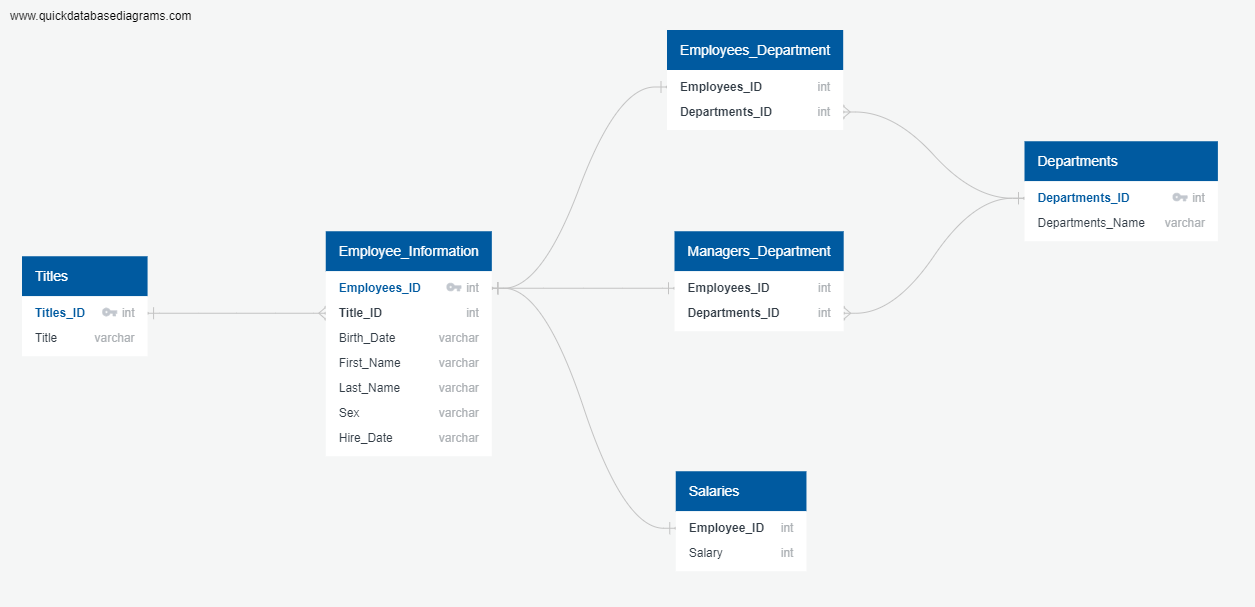 www.quickdatabasediagrams.com
Titles
Titles_ID int
Title varchar
Employee_Information
Employees_ID int
Title_ID int
Birth_Date varchar
First_Name varchar
Last_Name varchar
Sex varchar
Hire_Date varchar
Employees_Department
Employees_ID int
Departments_ID int
Managers_Department
Employees_ID int
Departments_ID int
Salaries
Employee_ID int
Salary int
Departments
Departments_ID int
Departments_Name varchar